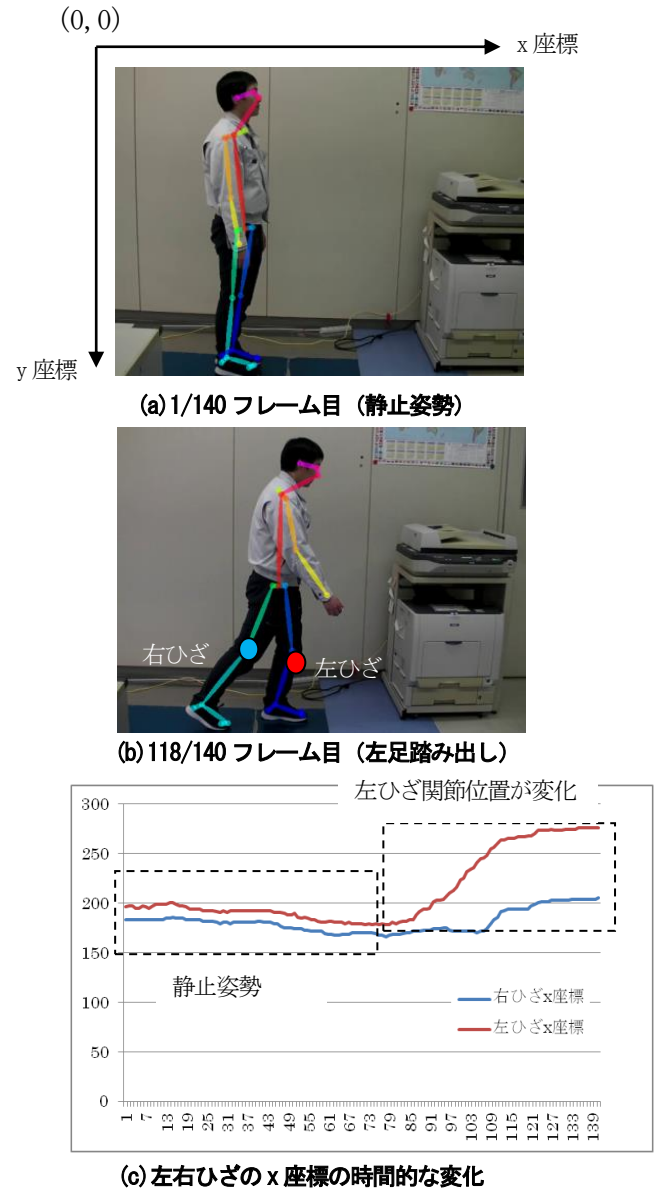 (0, 0)
x 座標
y 座標
(a) 1/140 フレーム目（静止姿勢）
右ひざ
左ひざ
(b) 118/140 フレーム目（左足踏み出し）
左ひざ関節位置が変化
300
250
200
150
100
50
0
静止姿勢
右ひざx座標
左ひざx座標
1 7 13 19 25 31 37 43 49 55 61 67 73 79 85 91 97 103 109 115 121 127 133 139
(c) 左右ひざの x 座標の時間的な変化